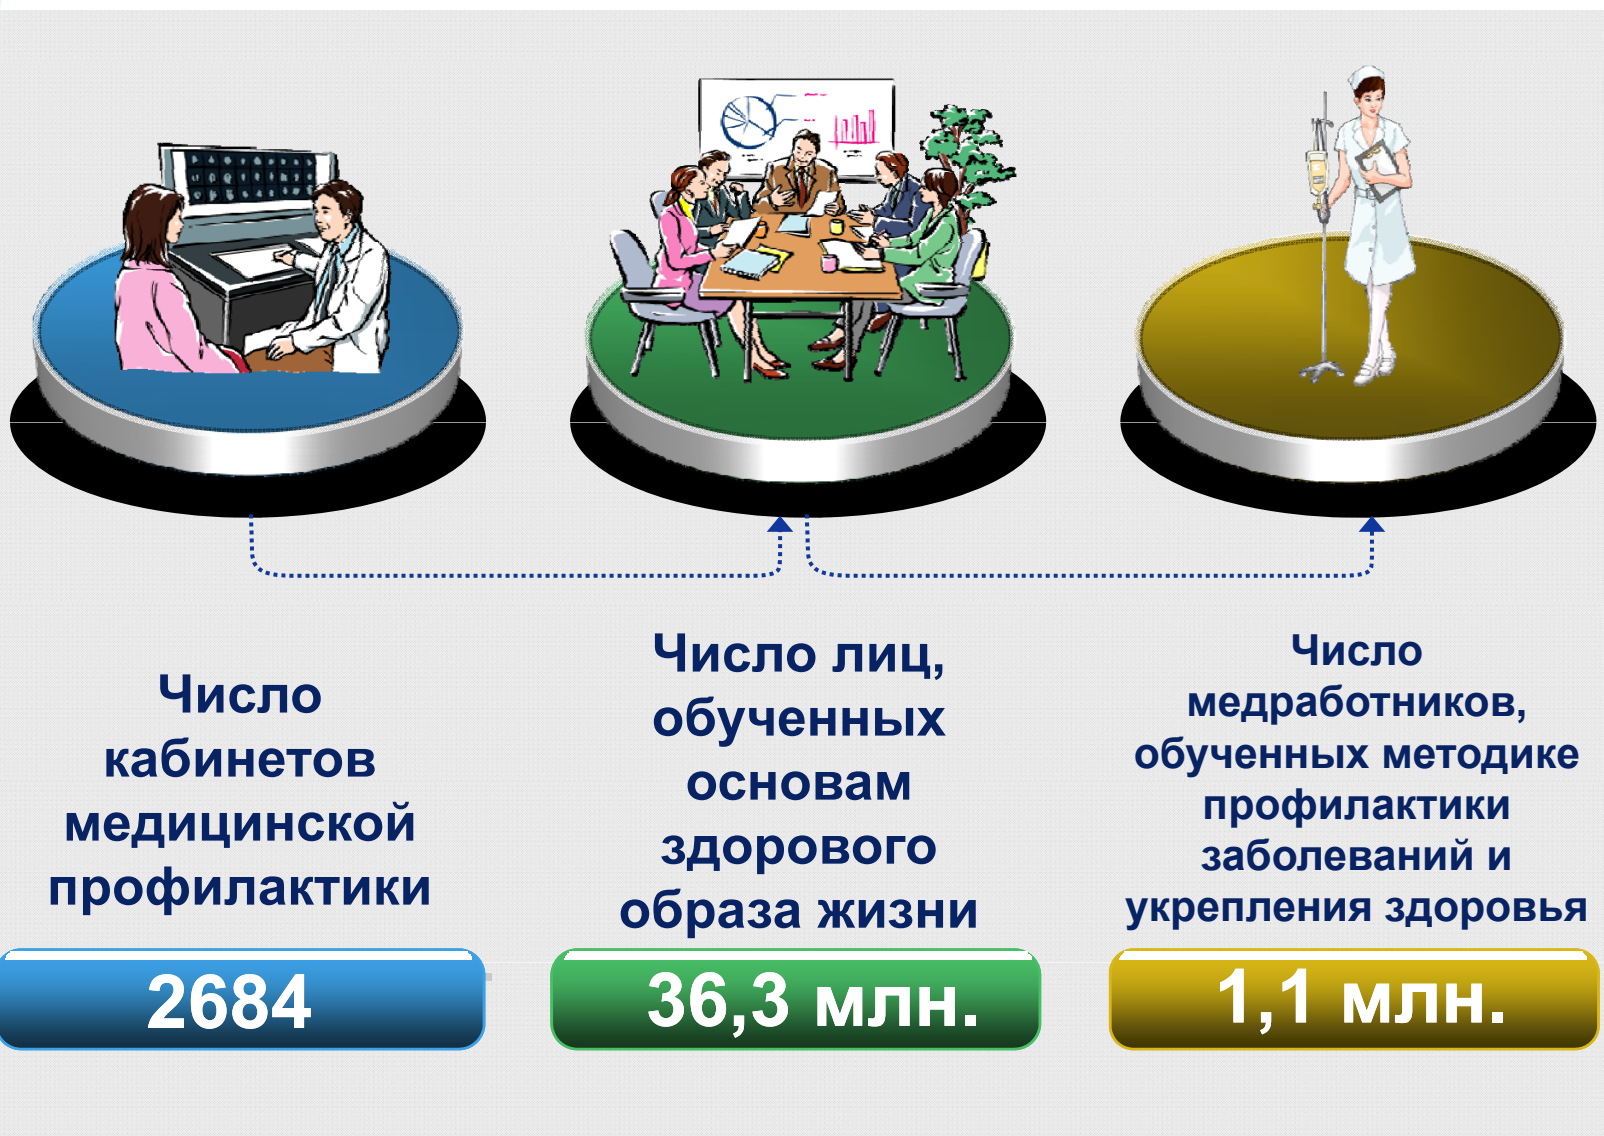 Число
кабинетов
медицинской
профилактики
2684
Число лиц,
обученных
основам
здорового
образа жизни
36,3 млн.
Число
медработников,
обученных методике
профилактики
заболеваний и
укрепления здоровья
1,1 млн.